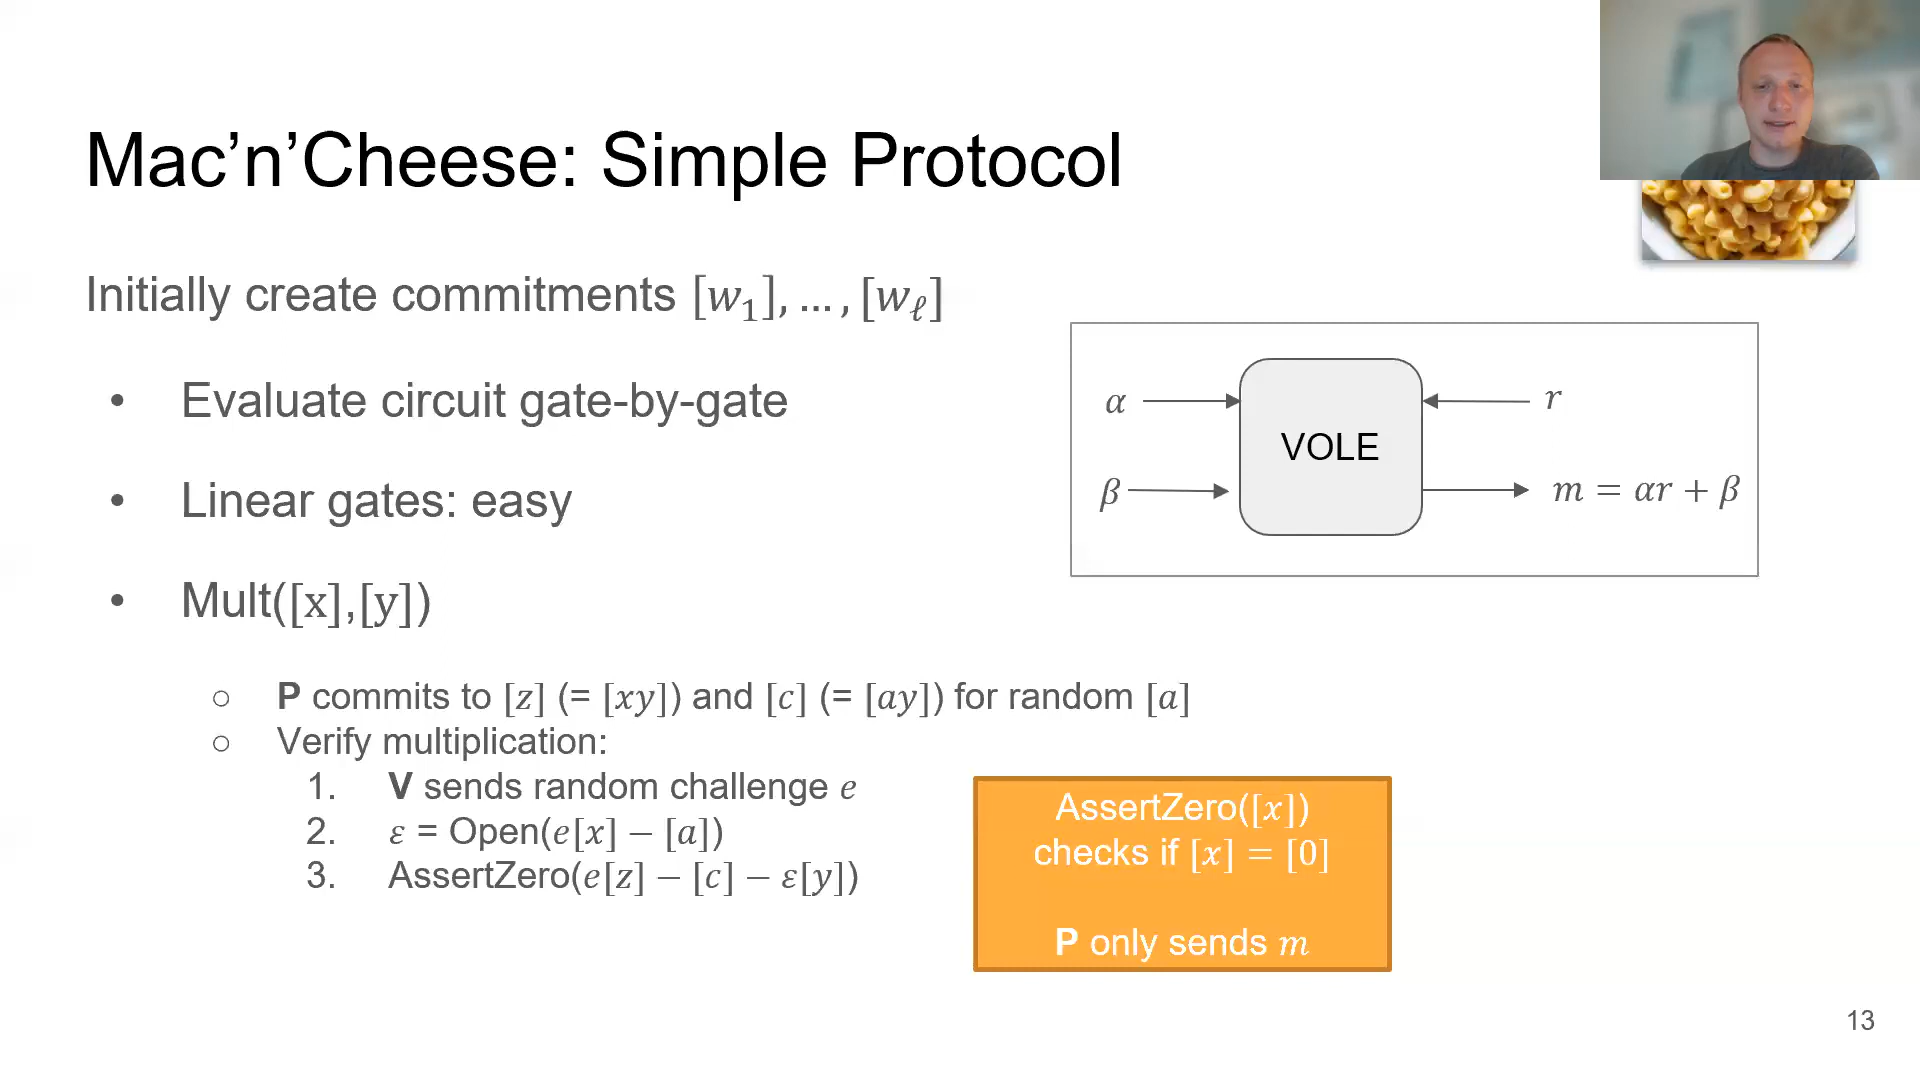 Mac’n’Cheese: Simple Protocol
Initially create commitments [w₁], … , [wℓ]
• Evaluate circuit gate-by-gate
• Linear gates: easy
• Mult([x],[y])
○ P commits to [z] (= [xy]) and [c] (= [ay]) for random [a]
○ Verify multiplication:
1. V sends random challenge e
2. ε = Open(e[x] − [a])
3. AssertZero(e[z] − [c] − ε[y])
α
β
VOLE
r
m = αr + β
AssertZero([x])
checks if [x] = [0]
P only sends m
13